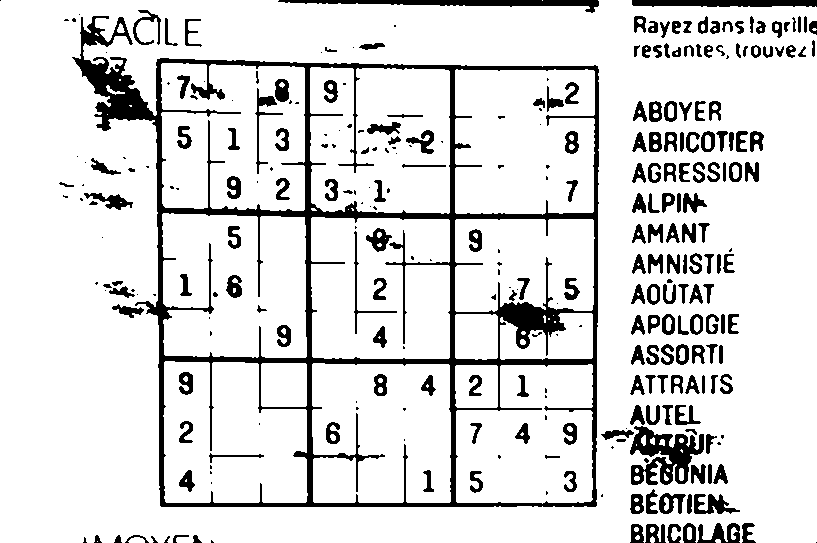 FACILE
7 8 9 2
5 1 3 2 8
9 2 3 1 7
5 9
1 6 2 7 5
9 4
9 8 4 2 1
2 6 7 4 9
4 1 5 3
MOYEN
Rayez dans la grille
restantes, trouvez l
ABOYER
ABRICOTIER
AGRESSION
ALPIN
AMANT
AMNISTIÉ
AOÛTAT
APOLOGIE
ASSORTI
ATTRAITS
AUTEL
BÉGONIA
BÉOTIEN
BRICOLAGE